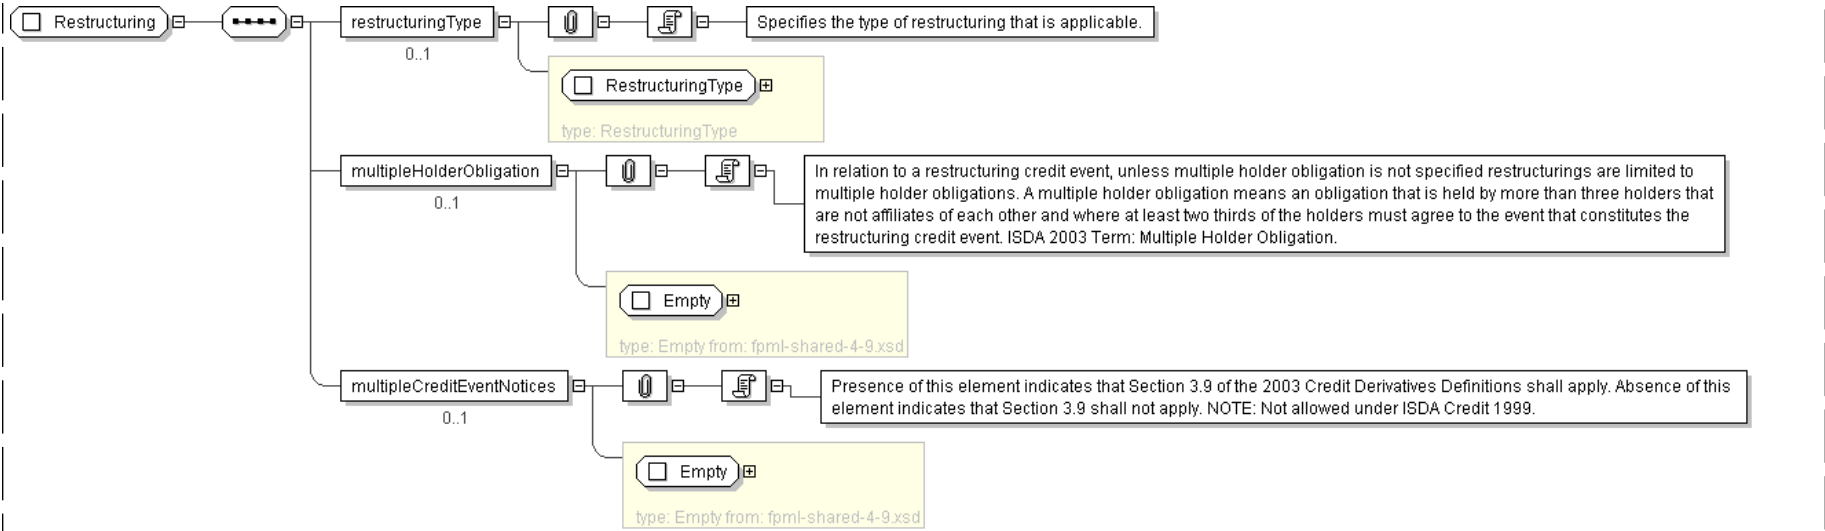 Restructuring
restructuringType
Specifies the type of restructuring that is applicable.
0..1
RestructuringType
type: RestructuringType
multipleHolderObligation
In relation to a restructuring credit event, unless multiple holder obligation is not specified restructurings are limited to
multiple holder obligations. A multiple holder obligation means an obligation that is held by more than three holders that
are not affiliates of each other and where at least two thirds of the holders must agree to the event that constitutes the
restructuring credit event. ISDA 2003 Term: Multiple Holder Obligation.
0..1
Empty
type: Empty from: fpml-shared-4-9.xsd
multipleCreditEventNotices
Presence of this element indicates that Section 3.9 of the 2003 Credit Derivatives Definitions shall apply. Absence of this
element indicates that Section 3.9 shall not apply. NOTE: Not allowed under ISDA Credit 1999.
0..1
Empty
type: Empty from: fpml-shared-4-9.xsd